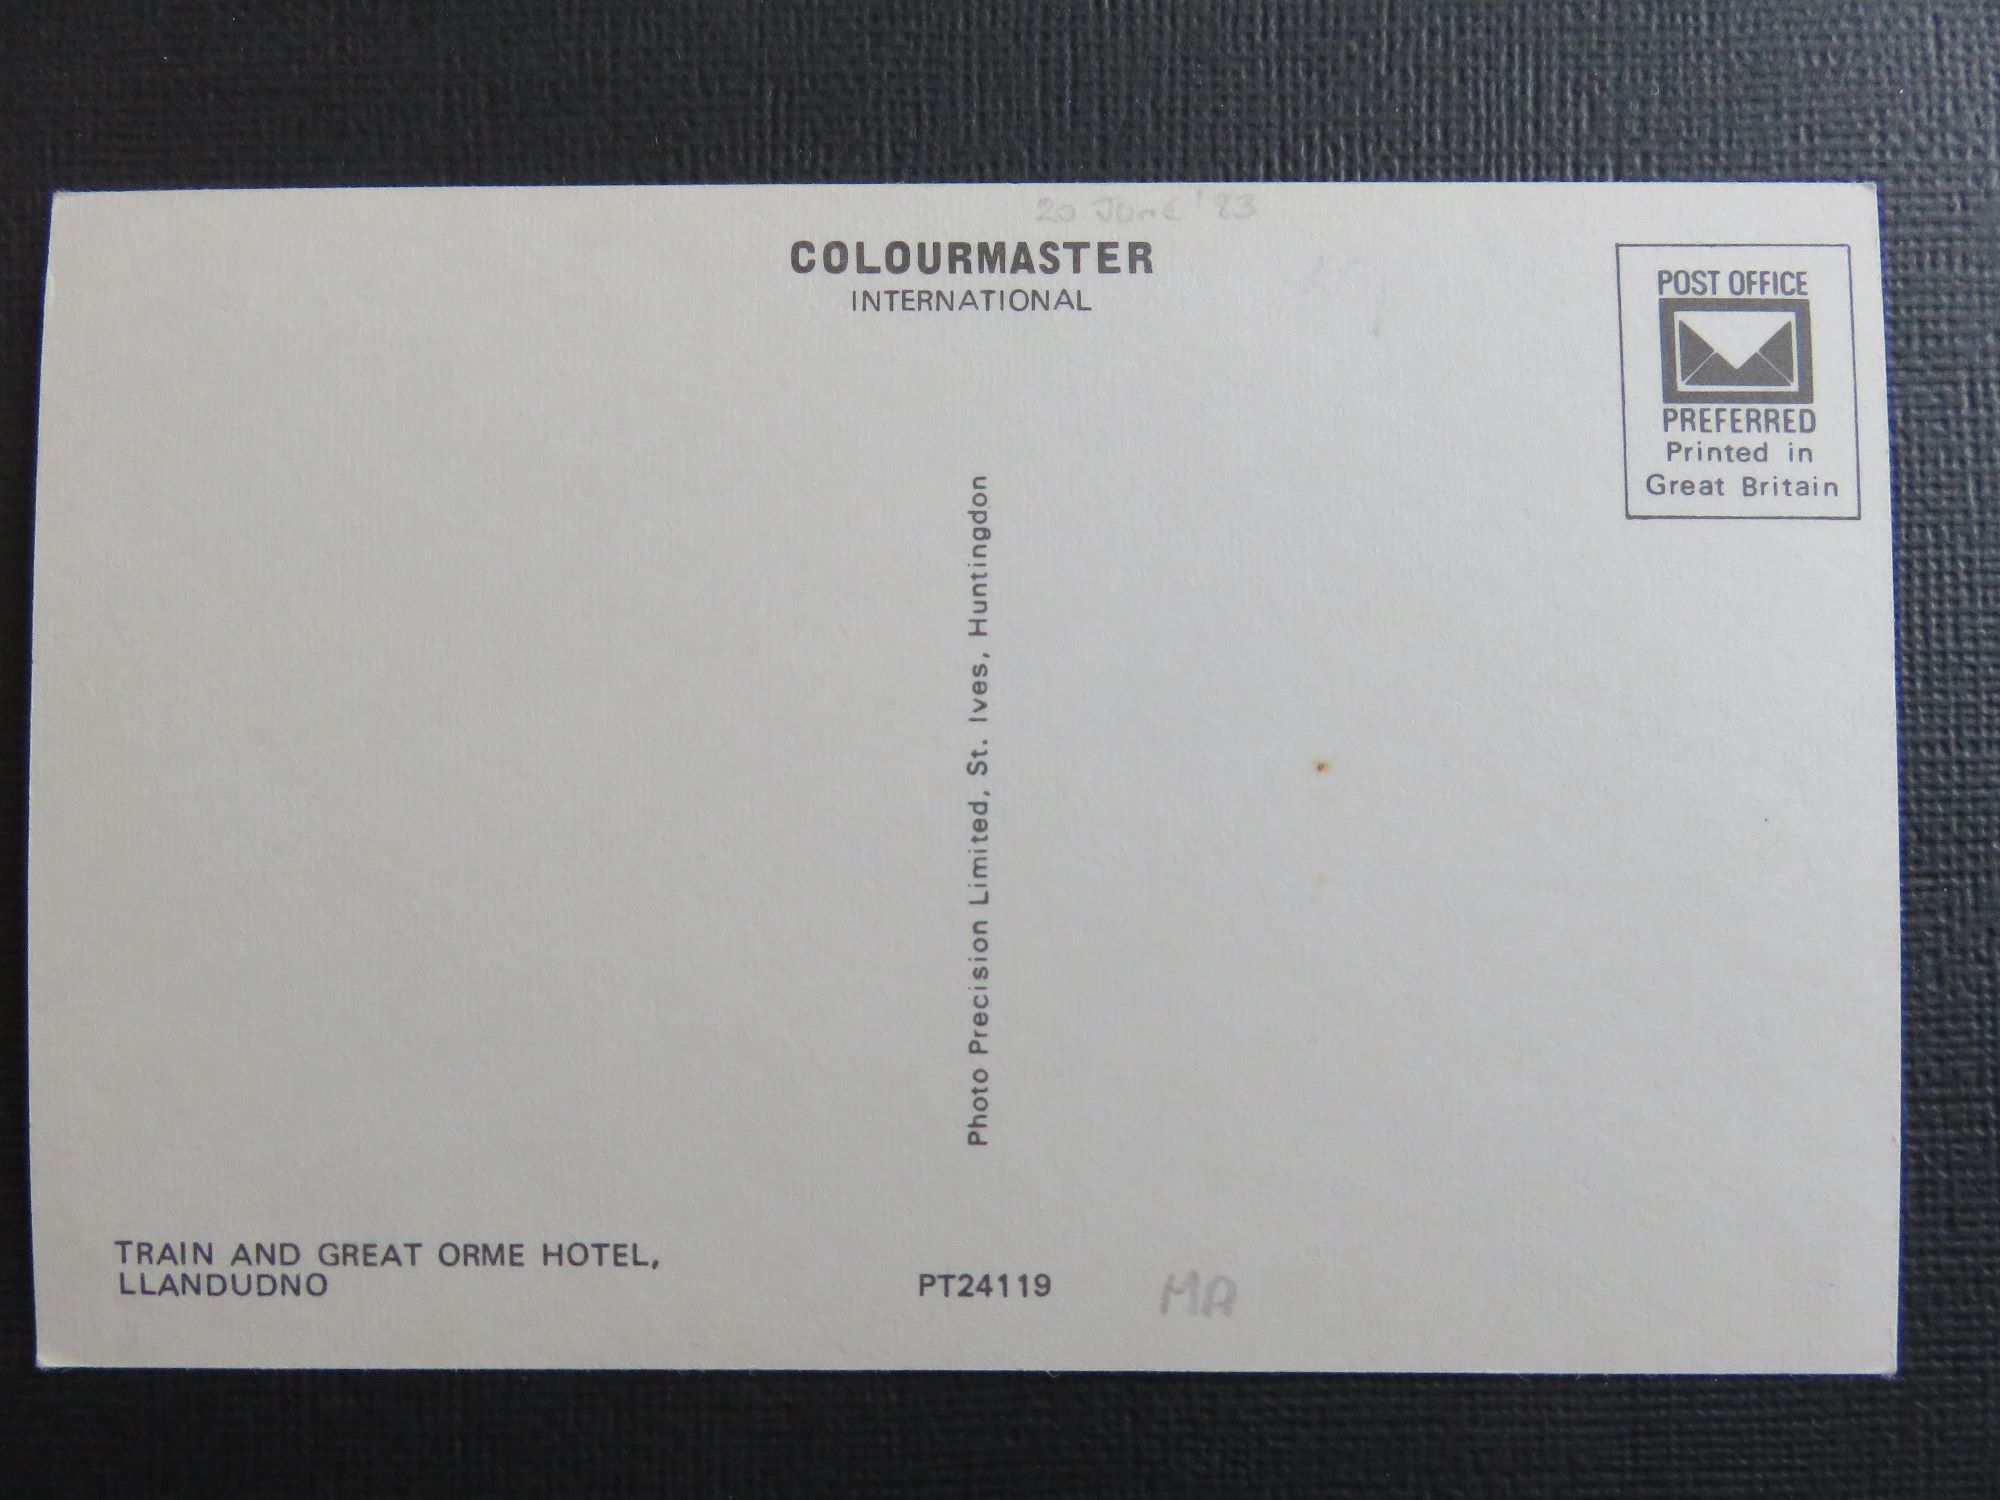 20 June '83
COLOURMASTER
INTERNATIONAL
POST OFFICE
PREFERRED
Printed in
Great Britain
Photo Precision Limited, St. Ives, Huntingdon
TRAIN AND GREAT ORME HOTEL,
LLANDUDNO
PT24119
MA